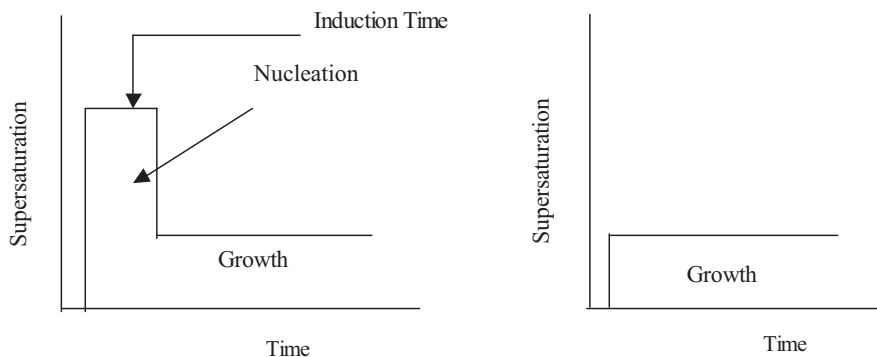 Induction Time
Nucleation
Supersaturation
Growth
Time
Supersaturation
Growth
Time